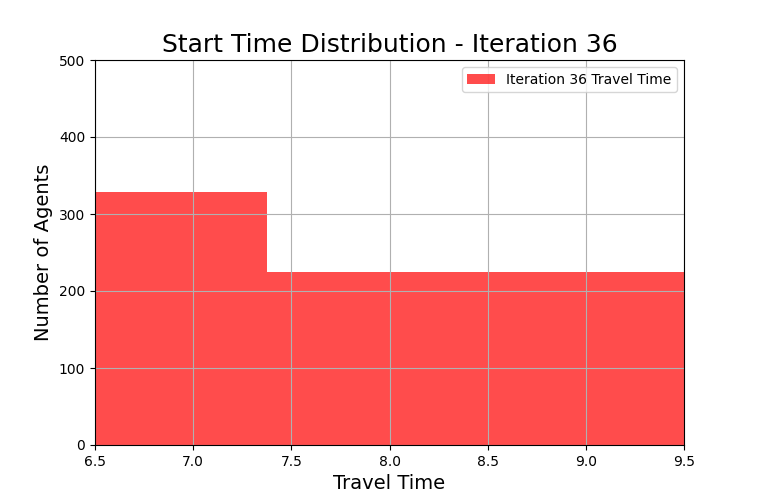 Start Time Distribution - Iteration 36
500
Iteration 36 Travel Time
400
300
200
100
0
Number of Agents
6.5 7.0 7.5 8.0 8.5 9.0 9.5
Travel Time